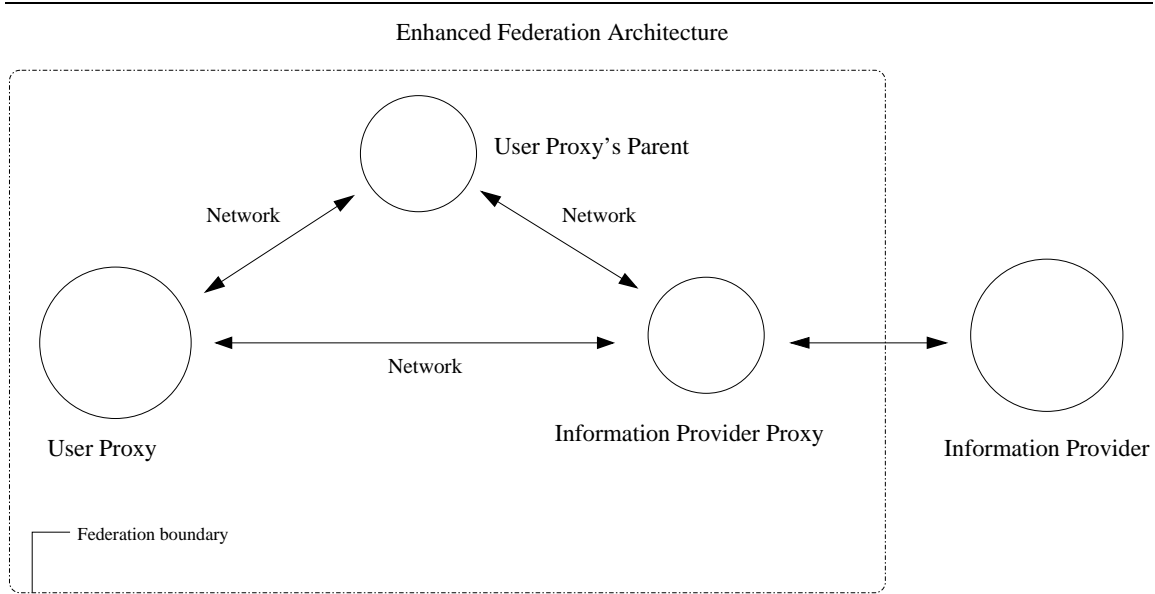 Enhanced Federation Architecture
User Proxy's Parent
Network
Network
Network
User Proxy
Information Provider Proxy
Information Provider
Federation boundary